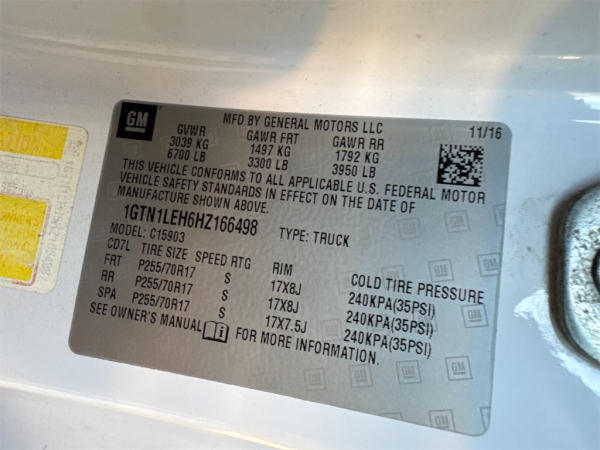 GM
MFD BY GENERAL MOTORS LLC 11/16
GVWR GAWR FRT GAWR RR
3039 KG 1497 KG 1792 KG
6700 LB 3300 LB 3950 LB
THIS VEHICLE CONFORMS TO ALL APPLICABLE U.S. FEDERAL MOTOR
VEHICLE SAFETY STANDARDS IN EFFECT ON THE DATE OF
MANUFACTURE SHOWN ABOVE.
1GTN1LEH6HZ166498 TYPE: TRUCK
MODEL: C15903
CD7L TIRE SIZE SPEED RTG RIM COLD TIRE PRESSURE
FRT P255/70R17 S 17X8J 240KPA(35PSI)
RR P255/70R17 S 17X8J 240KPA(35PSI)
SPA P255/70R17 S 17X7.5J 240KPA(35PSI)
SEE OWNER'S MANUAL FOR MORE INFORMATION.